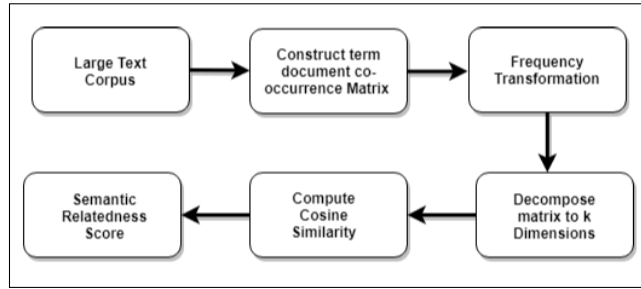 Large Text
Corpus
Construct term
document co-
occurrence Matrix
Frequency
Transformation
Semantic
Relatedness
Score
Compute
Cosine
Similarity
Decompose
matrix to k
Dimensions